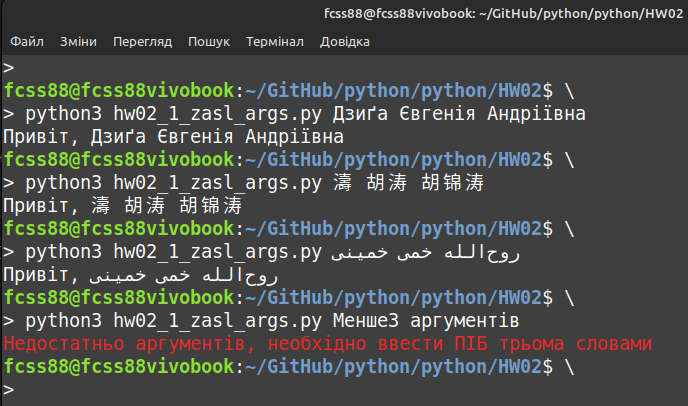 fcss88@fcss88vivobook: ~/GitHub/python/python/HW02
Файл Зміни Перегляд Пошук Термінал Довідка
>
fcss88@fcss88vivobook:~/GitHub/python/python/HW02$ \
> python3 hw02_1_zasl_args.py Дзиґа Євгенія Андріївна
Привіт, Дзиґа Євгенія Андріївна
fcss88@fcss88vivobook:~/GitHub/python/python/HW02$ \
> python3 hw02_1_zasl_args.py 濤 胡涛 胡锦涛
Привіт, 濤 胡涛 胡锦涛
fcss88@fcss88vivobook:~/GitHub/python/python/HW02$ \
> python3 hw02_1_zasl_args.py روح‌الله خمی خمینی
Привіт, روح‌الله خمی خمینی
fcss88@fcss88vivobook:~/GitHub/python/python/HW02$ \
> python3 hw02_1_zasl_args.py Менше3 аргументів
Недостатньо аргументів, необхідно ввести ПІБ трьома словами
fcss88@fcss88vivobook:~/GitHub/python/python/HW02$ \
>